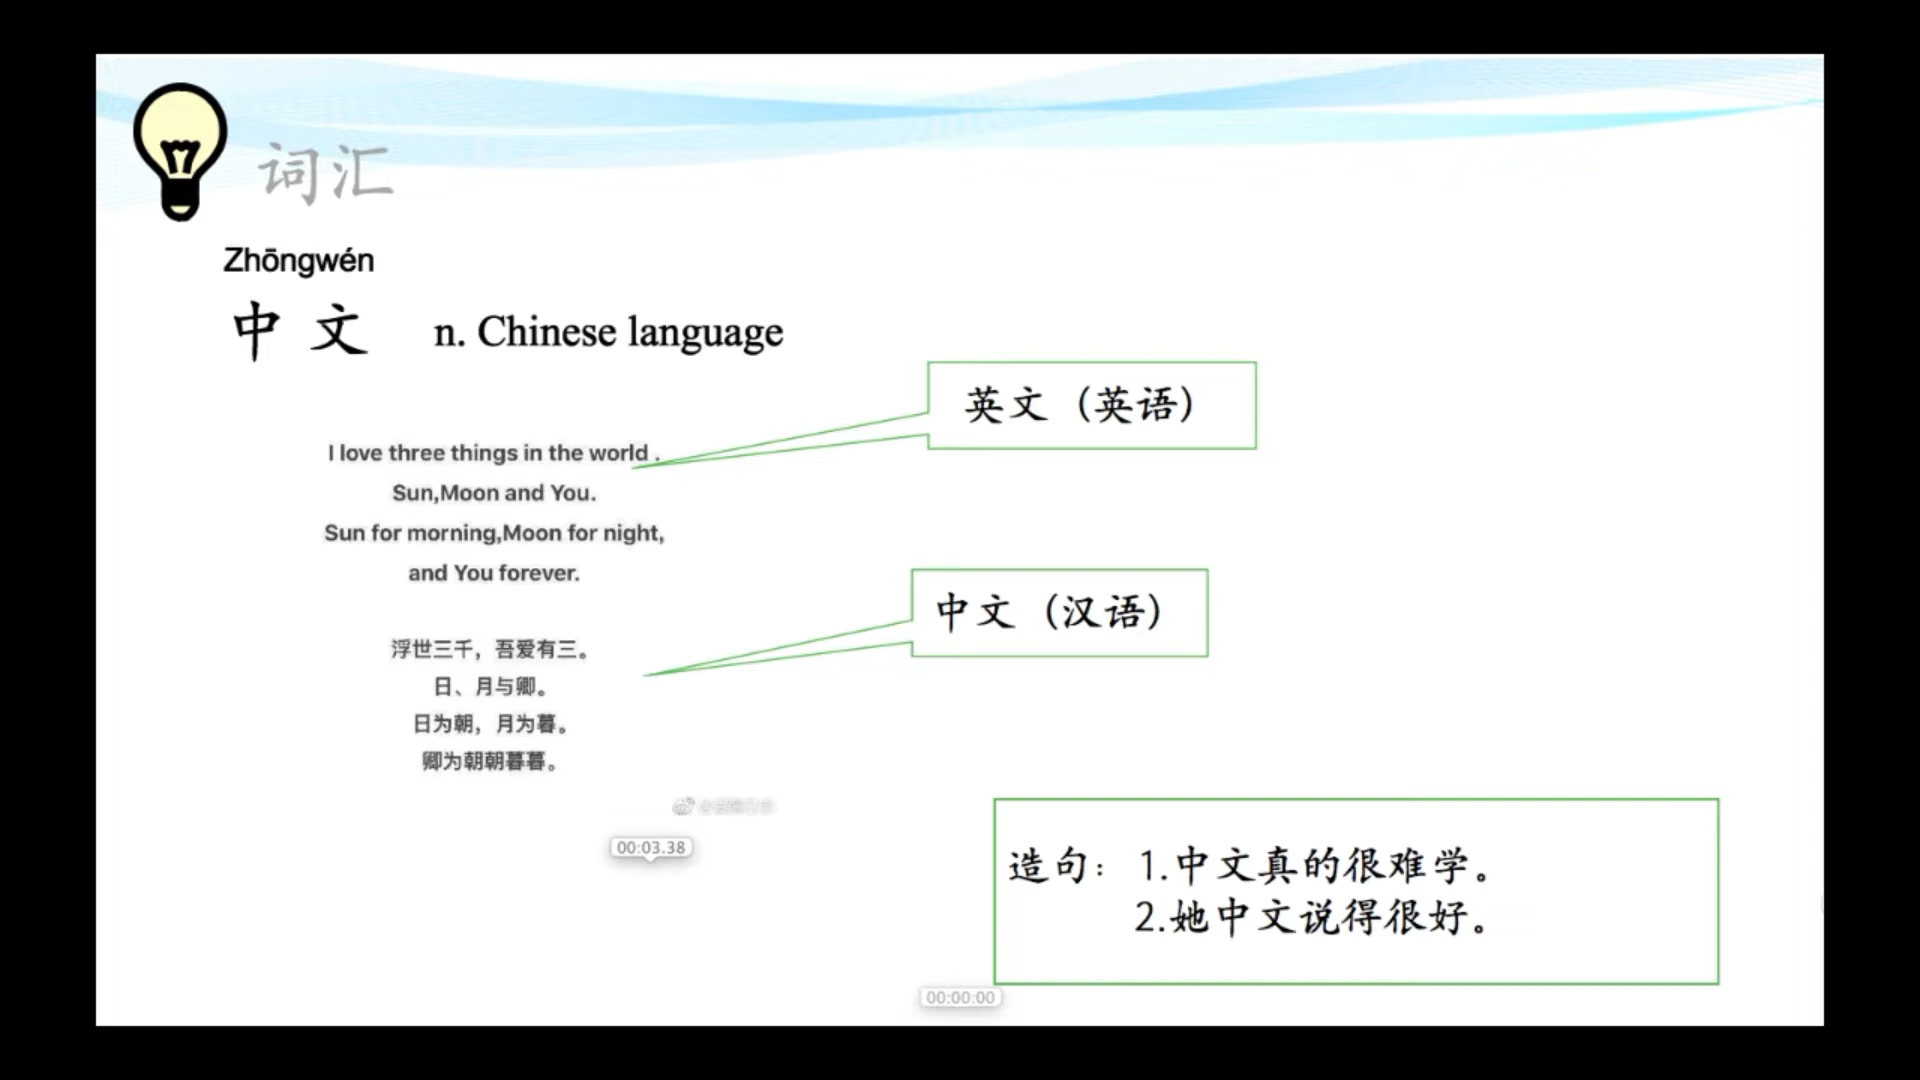 词汇
Zhōngwén
中文 n. Chinese language
英文（英语）
I love three things in the world .
Sun,Moon and You.
Sun for morning,Moon for night,
and You forever.
中文（汉语）
浮世三千，吾爱有三。
日、月与卿。
日为朝，月为暮。
卿为朝朝暮暮。
00:03.38
造句：1.中文真的很难学。
2.她中文说得很好。
00:00:00